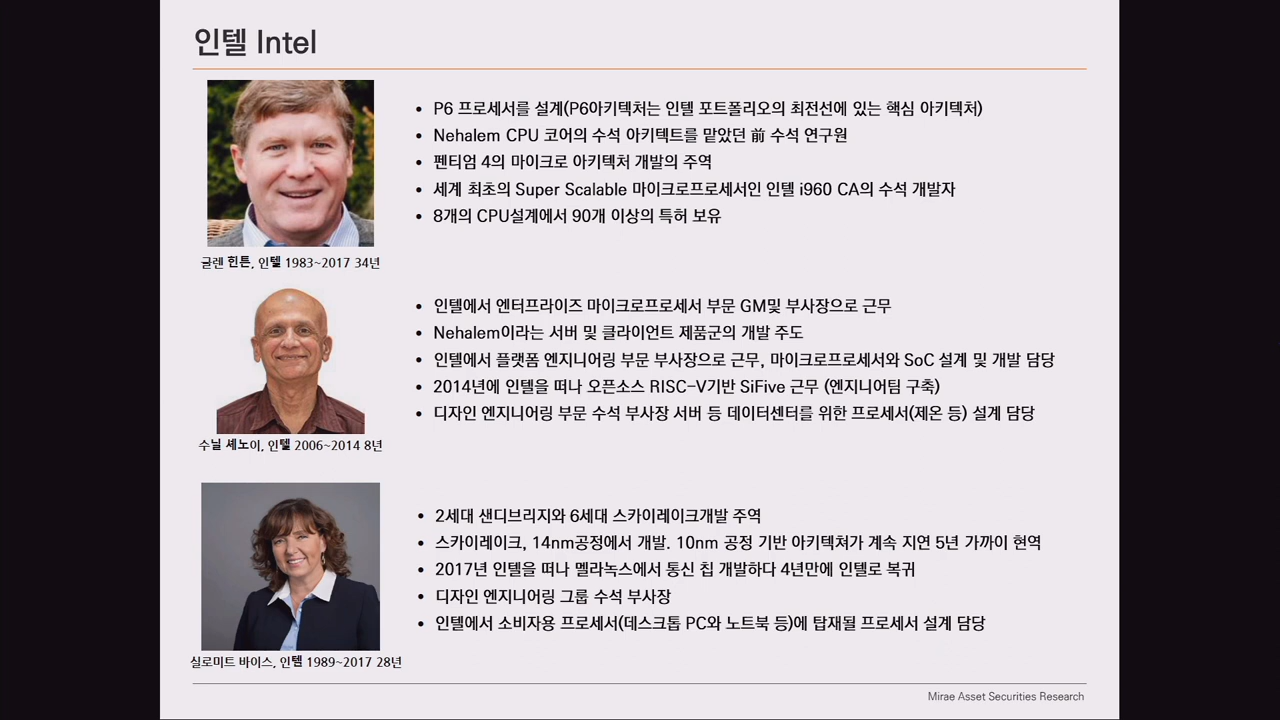 인텔 Intel
• P6 프로세서를 설계(P6아키텍처는 인텔 포트폴리오의 최전선에 있는 핵심 아키텍처)
• Nehalem CPU 코어의 수석 아키텍트를 맡았던 前 수석 연구원
• 펜티엄 4의 마이크로 아키텍처 개발의 주역
• 세계 최초의 Super Scalable 마이크로프로세서인 인텔 i960 CA의 수석 개발자
• 8개의 CPU설계에서 90개 이상의 특허 보유
글렌 힌튼, 인텔 1983~2017 34년
• 인텔에서 엔터프라이즈 마이크로프로세서 부문 GM및 부사장으로 근무
• Nehalem이라는 서버 및 클라이언트 제품군의 개발 주도
• 인텔에서 플랫폼 엔지니어링 부문 부사장으로 근무, 마이크로프로세서와 SoC 설계 및 개발 담당
• 2014년에 인텔을 떠나 오픈소스 RISC-V기반 SiFive 근무 (엔지니어팀 구축)
• 디자인 엔지니어링 부문 수석 부사장 서버 등 데이터센터를 위한 프로세서(제온 등) 설계 담당
수닐 셰노이, 인텔 2006~2014 8년
• 2세대 샌디브리지와 6세대 스카이레이크개발 주역
• 스카이레이크, 14nm공정에서 개발. 10nm 공정 기반 아키텍쳐가 계속 지연 5년 가까이 현역
• 2017년 인텔을 떠나 멜라녹스에서 통신 칩 개발하다 4년만에 인텔로 복귀
• 디자인 엔지니어링 그룹 수석 부사장
• 인텔에서 소비자용 프로세서(데스크톱 PC와 노트북 등)에 탑재될 프로세서 설계 담당
실로미트 바이스, 인텔 1989~2017 28년
Mirae Asset Securities Research